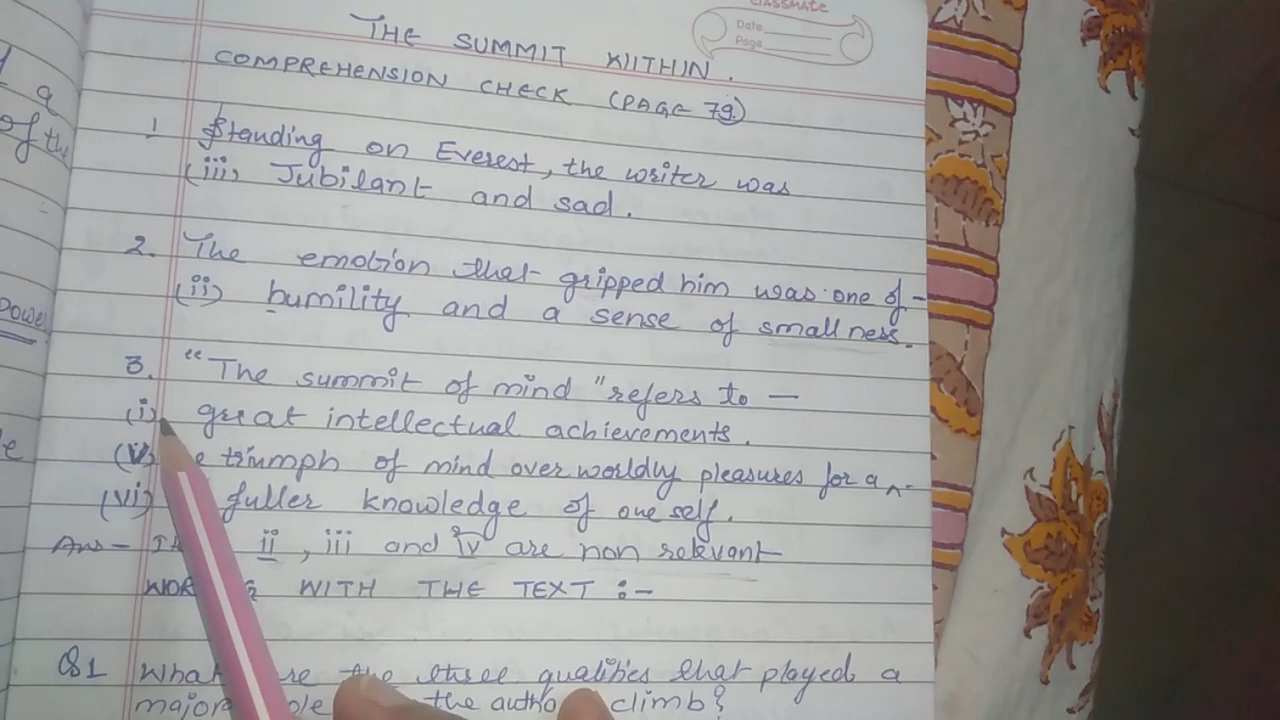 CLASSMATE
Date
Page
THE SUMMIT WITHIN.
COMPREHENSION CHECK (PAGE 79)
1 Standing on Everest, the writer was
(iii) Jubilant and sad.
2. The emotion that gripped him was one of -
(ii) humility and a sense of smallness.
3. "The summit of mind" refers to —
(i) great intellectual achievements.
(v) triumph of mind over worldly pleasures for a
(vi) fuller knowledge of oneself.
Ans - ii, iii and iv are non relevant
WITH THE TEXT :-
Q1 What the three qualities that played a
major the climb?
a
of the
Power